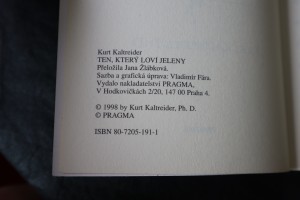 Kurt Kaltreider
TEN, KTERÝ LOVÍ JELENY
Přeložila Jana Žlábková.
Sazba a grafická úprava: Vladimír Fára.
Vydalo nakladatelství PRAGMA,
V Hodkovičkách 2/20, 147 00 Praha 4.
© 1998 by Kurt Kaltreider, Ph. D.
© PRAGMA
ISBN 80-7205-191-1